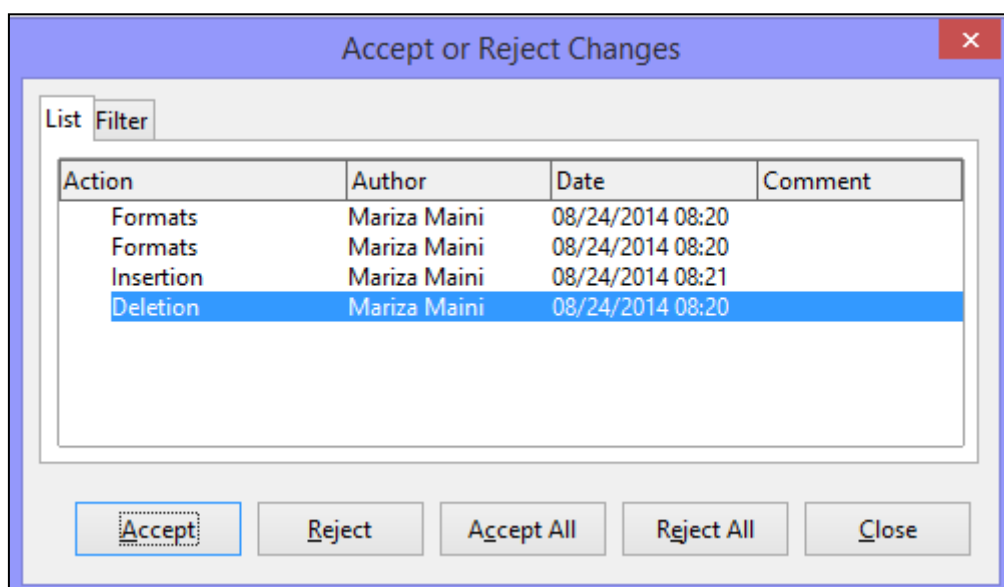 Accept or Reject Changes
List Filter
Action Author Date Comment
Formats Mariza Maini 08/24/2014 08:20
Formats Mariza Maini 08/24/2014 08:20
Insertion Mariza Maini 08/24/2014 08:21
Deletion Mariza Maini 08/24/2014 08:20
Accept Reject Accept All Reject All Close